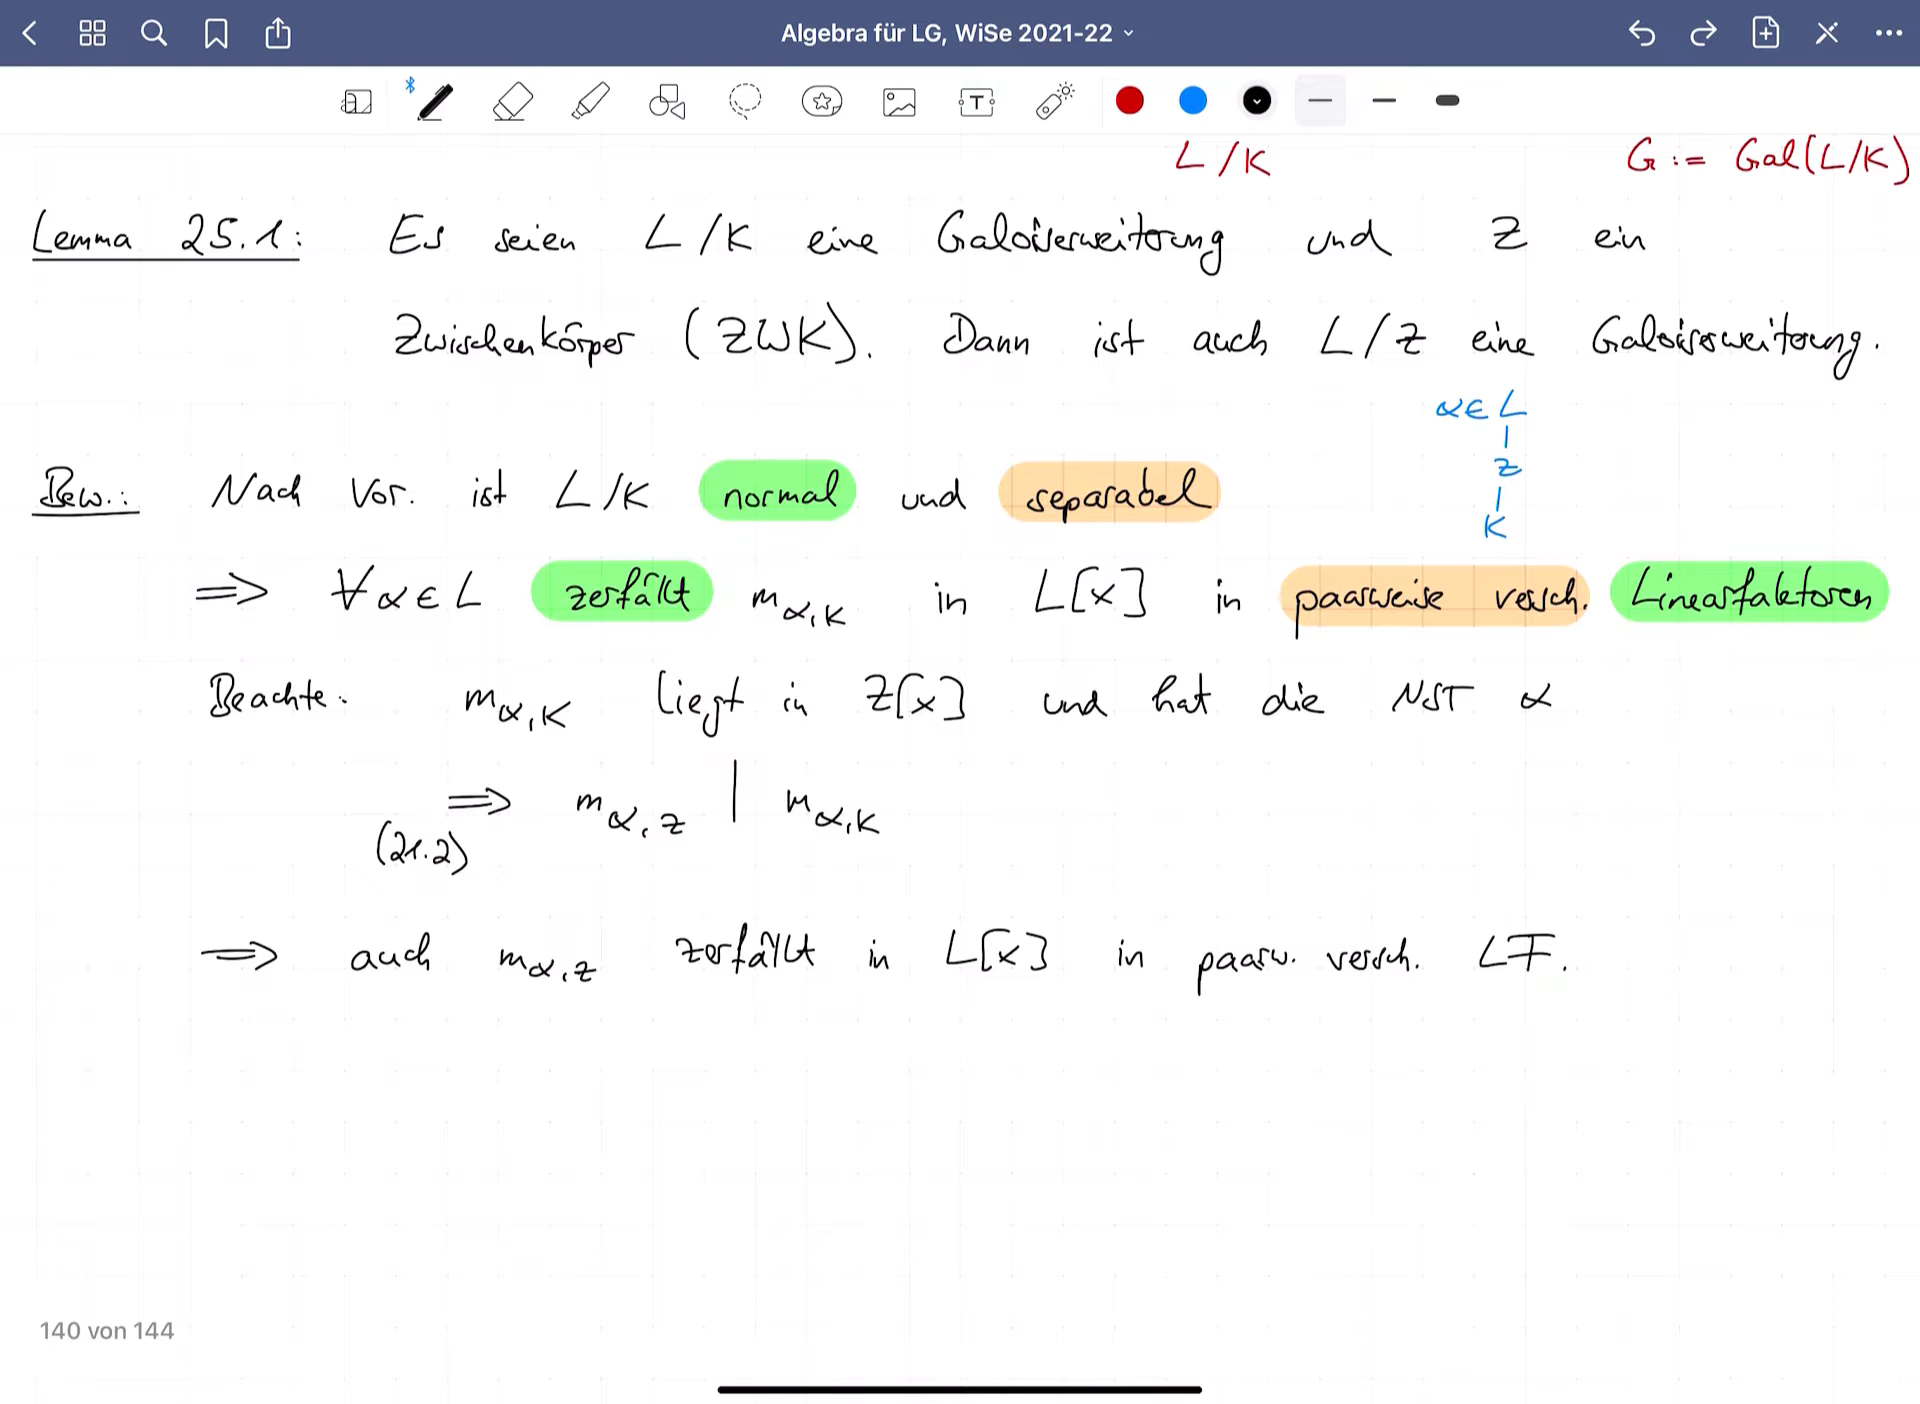 Algebra für LG, WiSe 2021-22
L/K G := Gal(L/K)
Lemma 25.1: Es seien L/K eine Galoiserweiterung und Z ein
Zwischenkörper (ZWK). Dann ist auch L/Z eine Galoiserweiterung.
α∈L
Z
K
Bew.: Nach Vor. ist L/K normal und separabel
⇒ ∀α∈L zerfällt m_{α,K} in L[x] in paarweise versch. Linearfaktoren
Beachte: m_{α,K} liegt in Z[x] und hat die NST α
⇒ m_{α,Z} | m_{α,K}
(21.2)
⇒ auch m_{α,Z} zerfällt in L[x] in paarw. versch. LF.
140 von 144